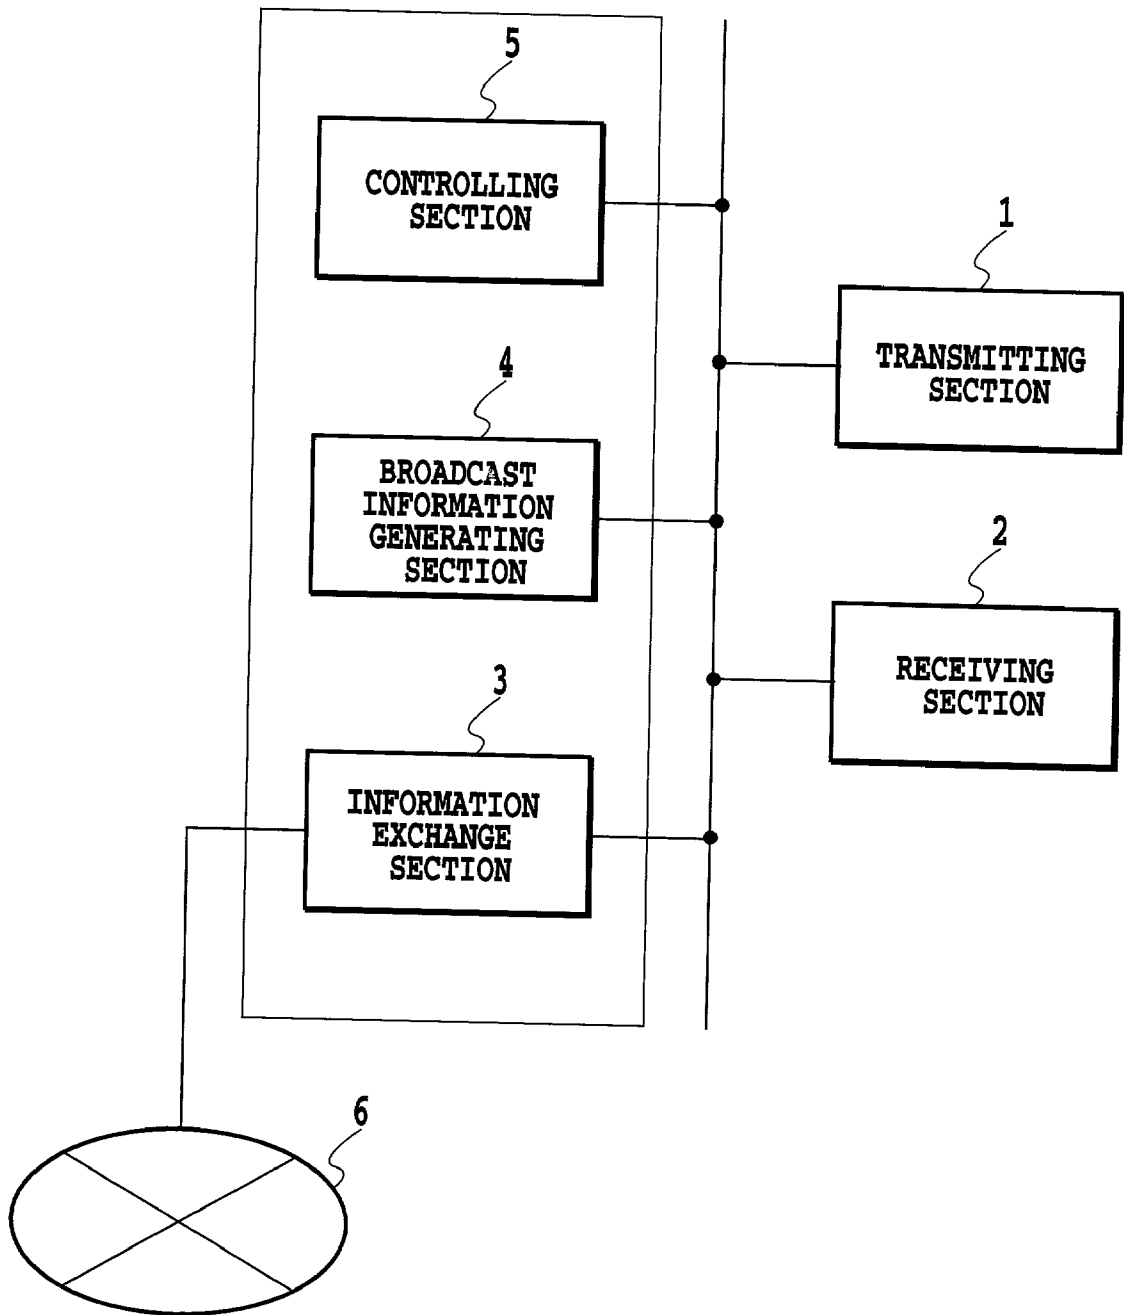 5
CONTROLLING
SECTION
1
TRANSMITTING
SECTION
4
BROADCAST
INFORMATION
GENERATING
SECTION
2
RECEIVING
SECTION
3
INFORMATION
EXCHANGE
SECTION
6